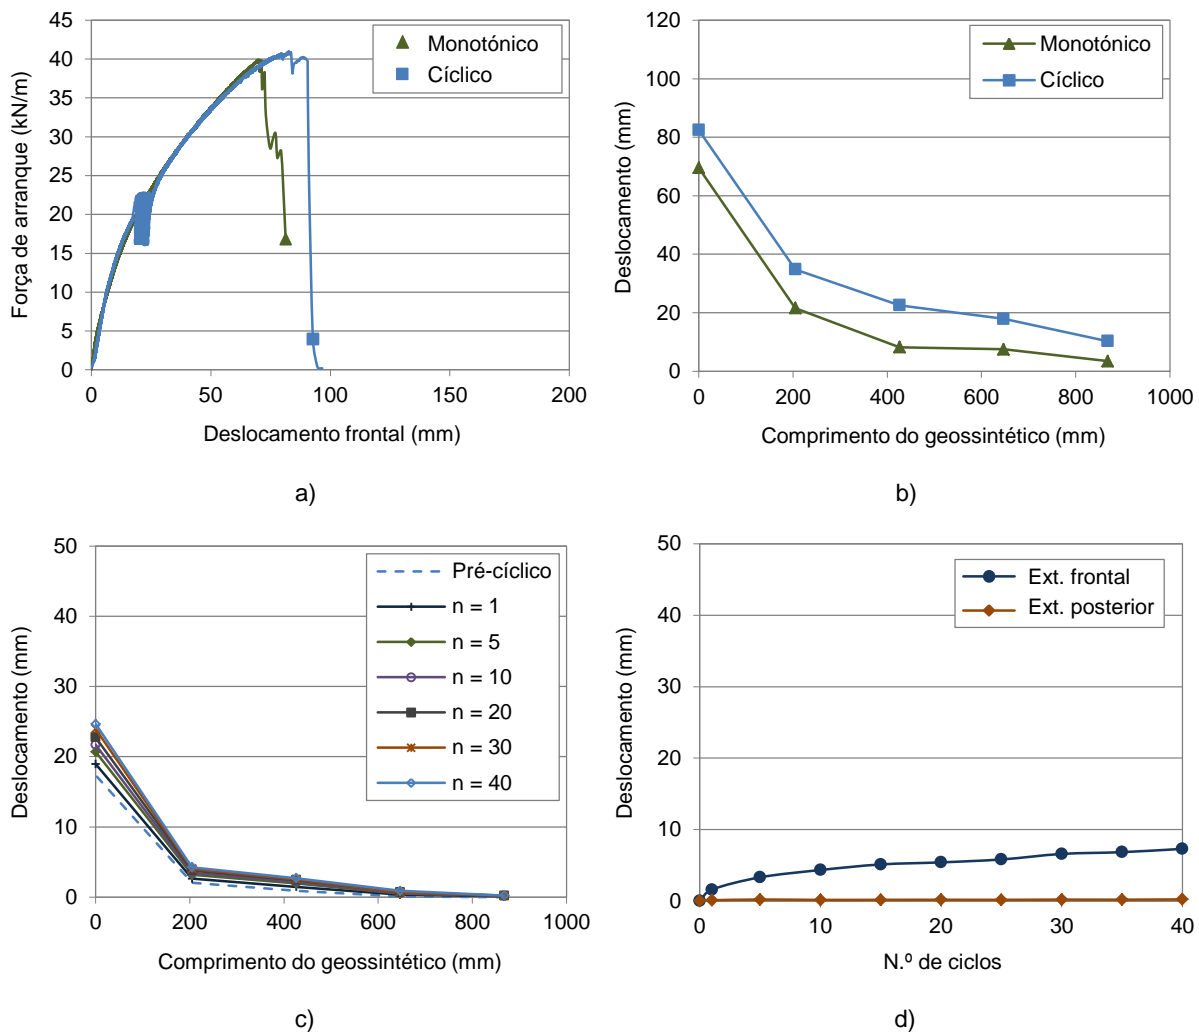 45
40
35
30
25
20
15
10
5
0
0 50 100 150 200
Força de arranque (kN/m)
Deslocamento frontal (mm)
Monotónico
Cíclico
a)
120
100
80
60
40
20
0
0 200 400 600 800 1000
Deslocamento (mm)
Comprimento do geossintético (mm)
Monotónico
Cíclico
b)
50
40
30
20
10
0
0 200 400 600 800 1000
Deslocamento (mm)
Comprimento do geossintético (mm)
Pré-cíclico
n = 1
n = 5
n = 10
n = 20
n = 30
n = 40
c)
50
40
30
20
10
0
0 10 20 30 40
Deslocamento (mm)
N.º de ciclos
Ext. frontal
Ext. posterior
d)